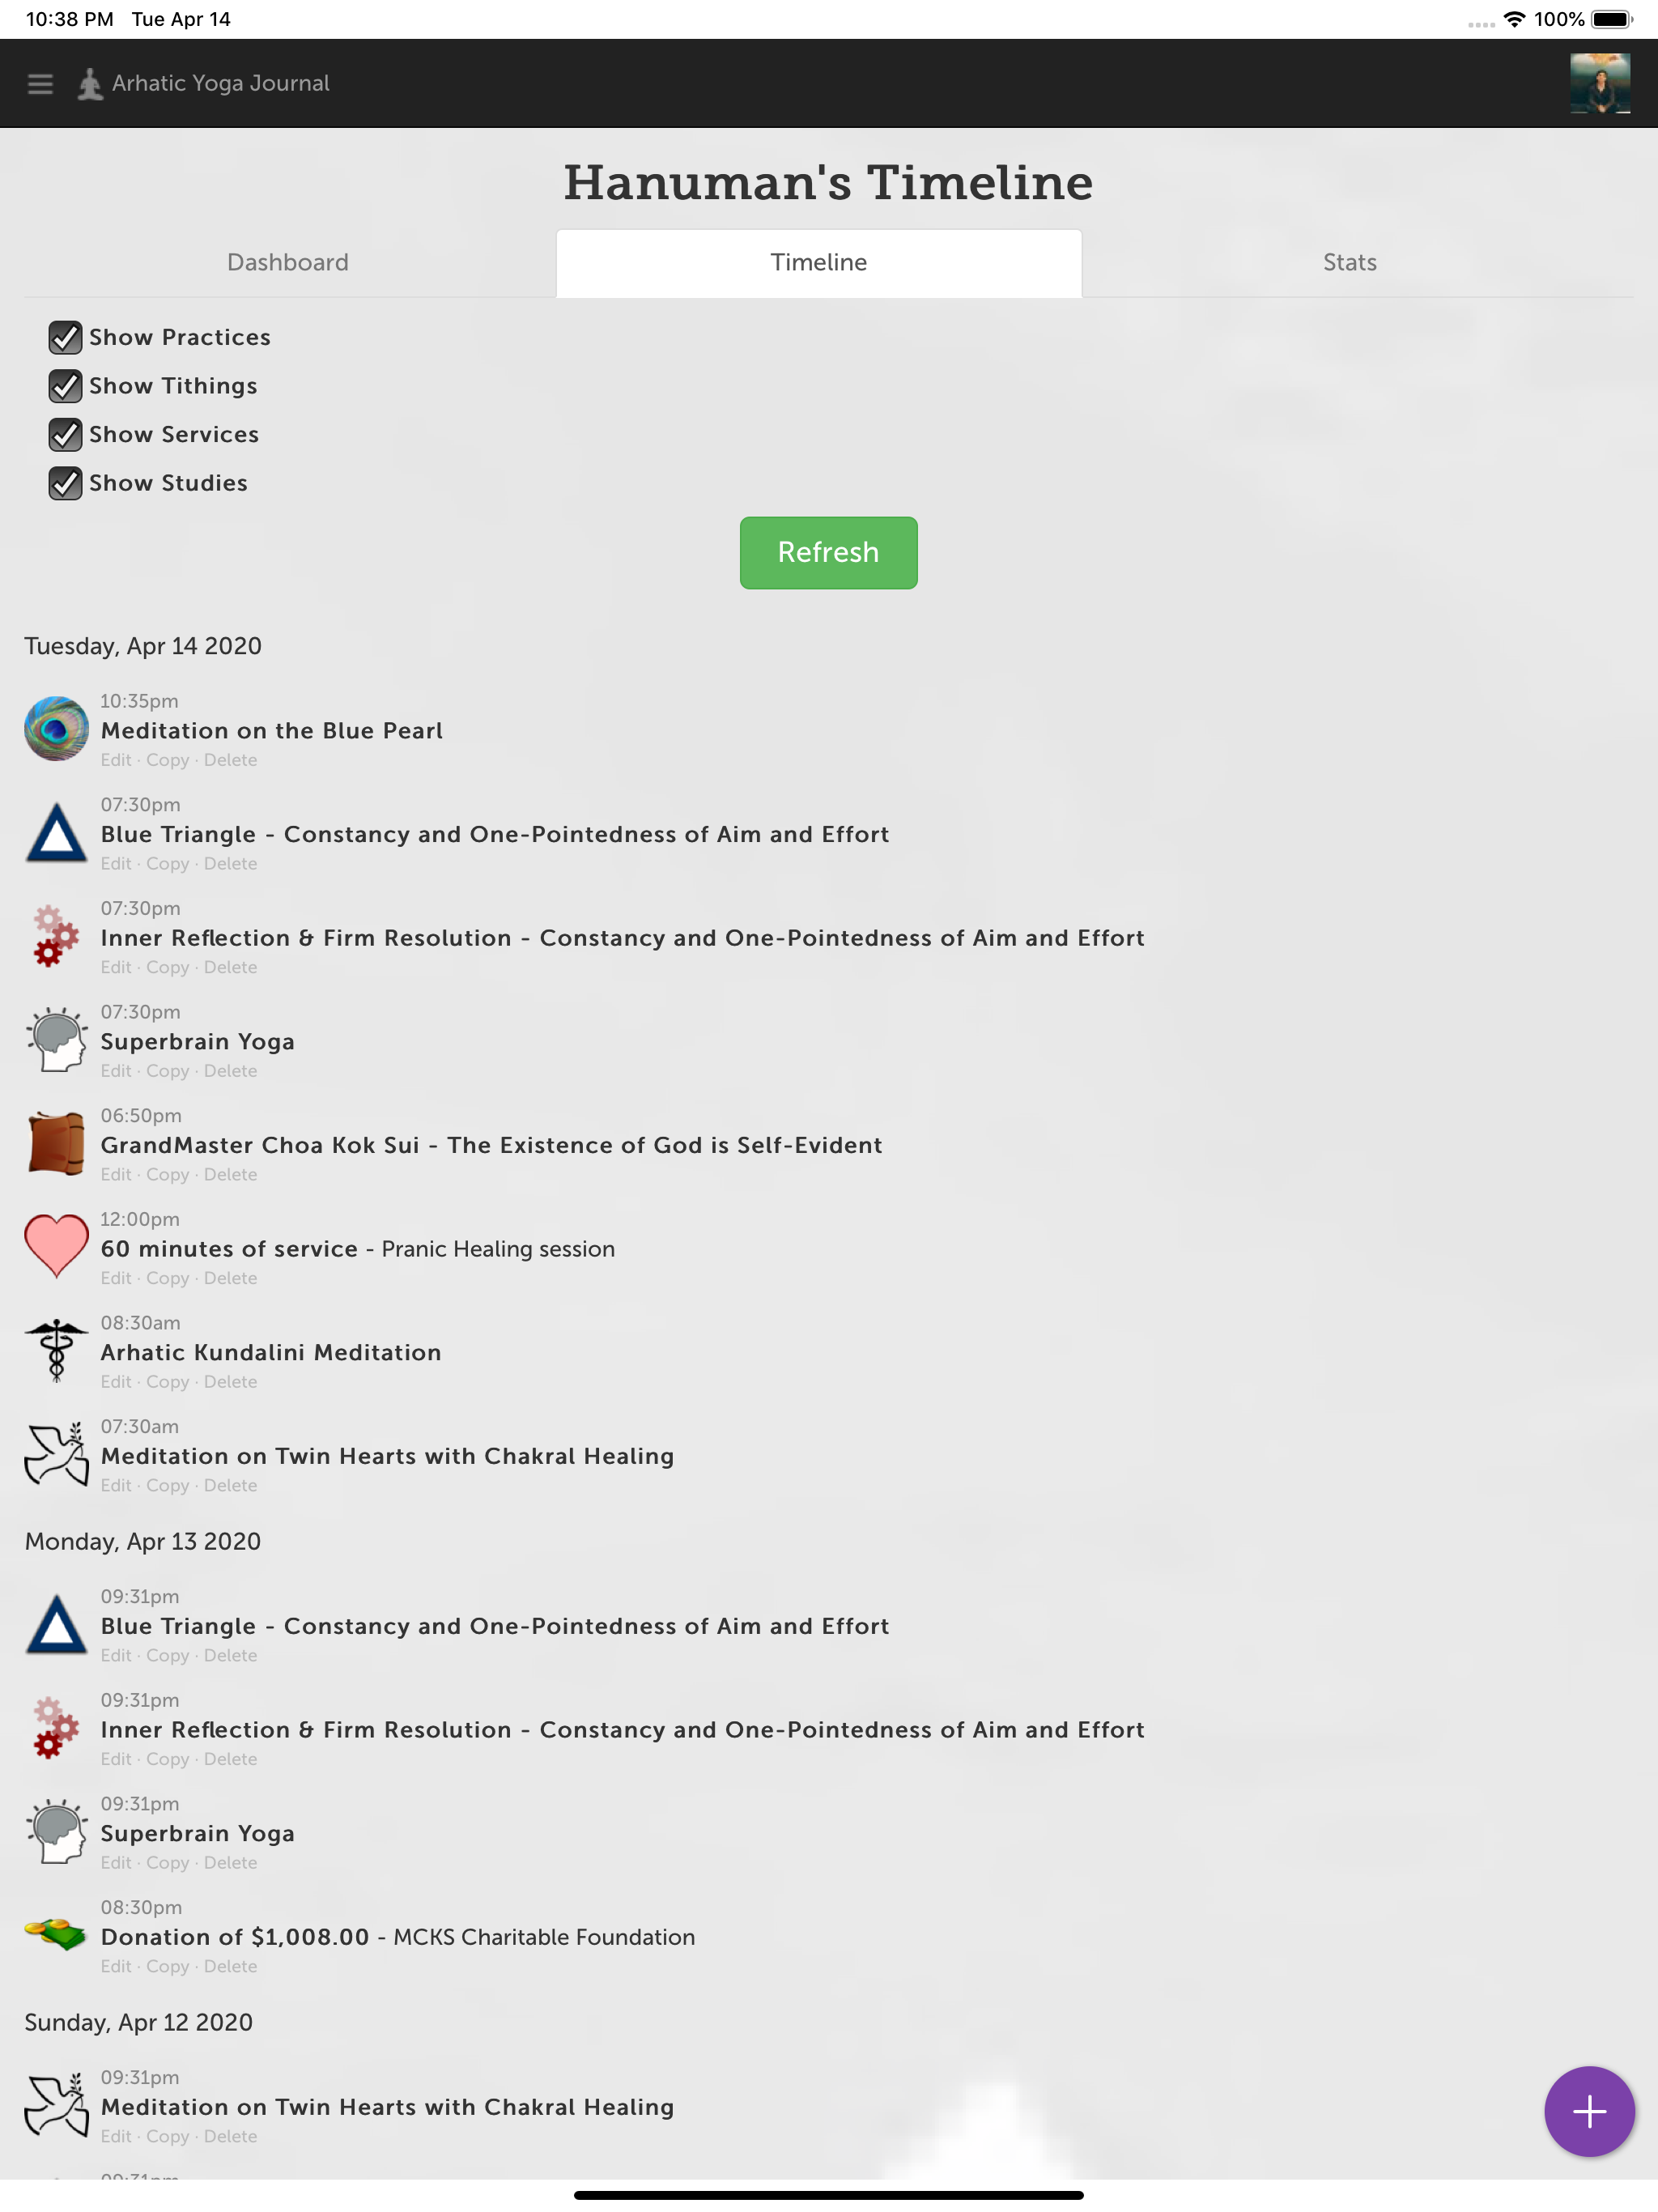 10:38 PM Tue Apr 14 100%
Arhatic Yoga Journal
Hanuman's Timeline
Dashboard Timeline Stats
Show Practices
Show Tithings
Show Services
Show Studies
Refresh
Tuesday, Apr 14 2020
10:35pm
Meditation on the Blue Pearl
Edit · Copy · Delete
07:30pm
Blue Triangle - Constancy and One-Pointedness of Aim and Effort
Edit · Copy · Delete
07:30pm
Inner Reflection & Firm Resolution - Constancy and One-Pointedness of Aim and Effort
Edit · Copy · Delete
07:30pm
Superbrain Yoga
Edit · Copy · Delete
06:50pm
GrandMaster Choa Kok Sui - The Existence of God is Self-Evident
Edit · Copy · Delete
12:00pm
60 minutes of service - Pranic Healing session
Edit · Copy · Delete
08:30am
Arhatic Kundalini Meditation
Edit · Copy · Delete
07:30am
Meditation on Twin Hearts with Chakral Healing
Edit · Copy · Delete
Monday, Apr 13 2020
09:31pm
Blue Triangle - Constancy and One-Pointedness of Aim and Effort
Edit · Copy · Delete
09:31pm
Inner Reflection & Firm Resolution - Constancy and One-Pointedness of Aim and Effort
Edit · Copy · Delete
09:31pm
Superbrain Yoga
Edit · Copy · Delete
08:30pm
Donation of $1,008.00 - MCKS Charitable Foundation
Edit · Copy · Delete
Sunday, Apr 12 2020
09:31pm
Meditation on Twin Hearts with Chakral Healing
Edit · Copy · Delete